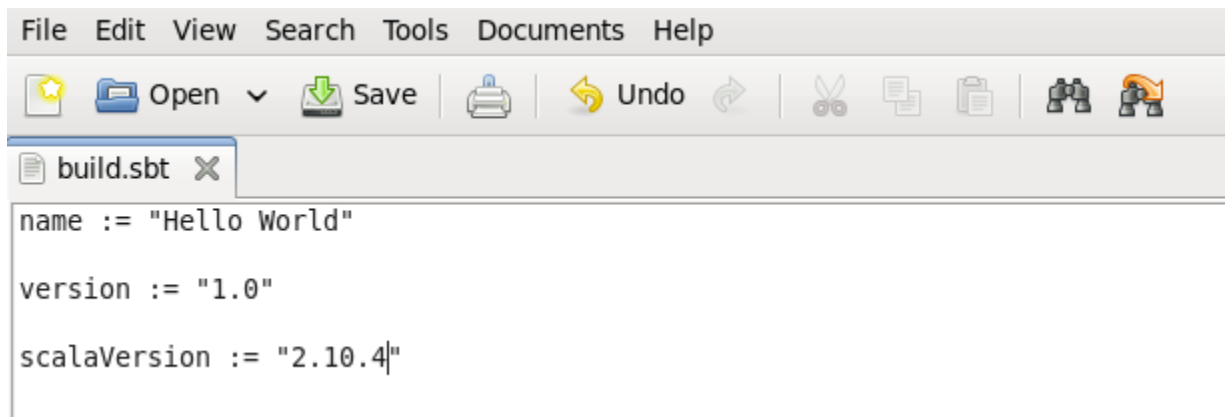 File Edit View Search Tools Documents Help
Open Save Undo
build.sbt
name := "Hello World"
version := "1.0"
scalaVersion := "2.10.4"